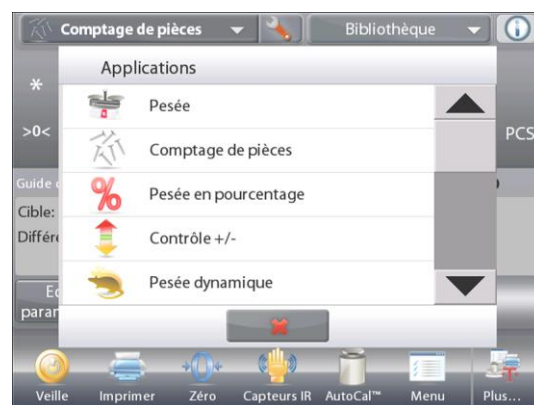 Comptage de pièces
Bibliothèque
Applications
*
Pesée
>0<
PCS
Comptage de pièces
Guide
%
Pesée en pourcentage
Cible:
Contrôle +/-
Pesée dynamique
Veille
Imprimer
Zéro
Capteurs IR
AutoCal™
Menu
Plus...